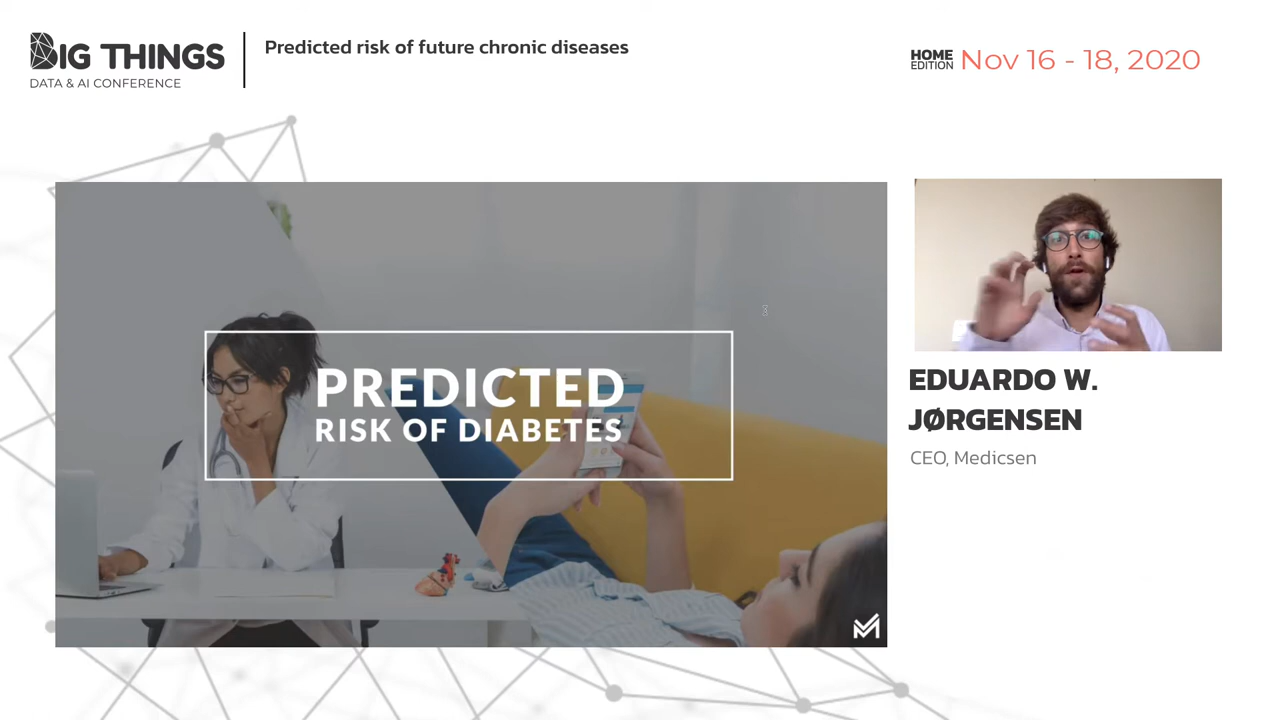 BIG THINGS
DATA & AI CONFERENCE
Predicted risk of future chronic diseases
HOME
EDITION
Nov 16 - 18, 2020
PREDICTED
RISK OF DIABETES
EDUARDO W.
JØRGENSEN
CEO, Medicsen